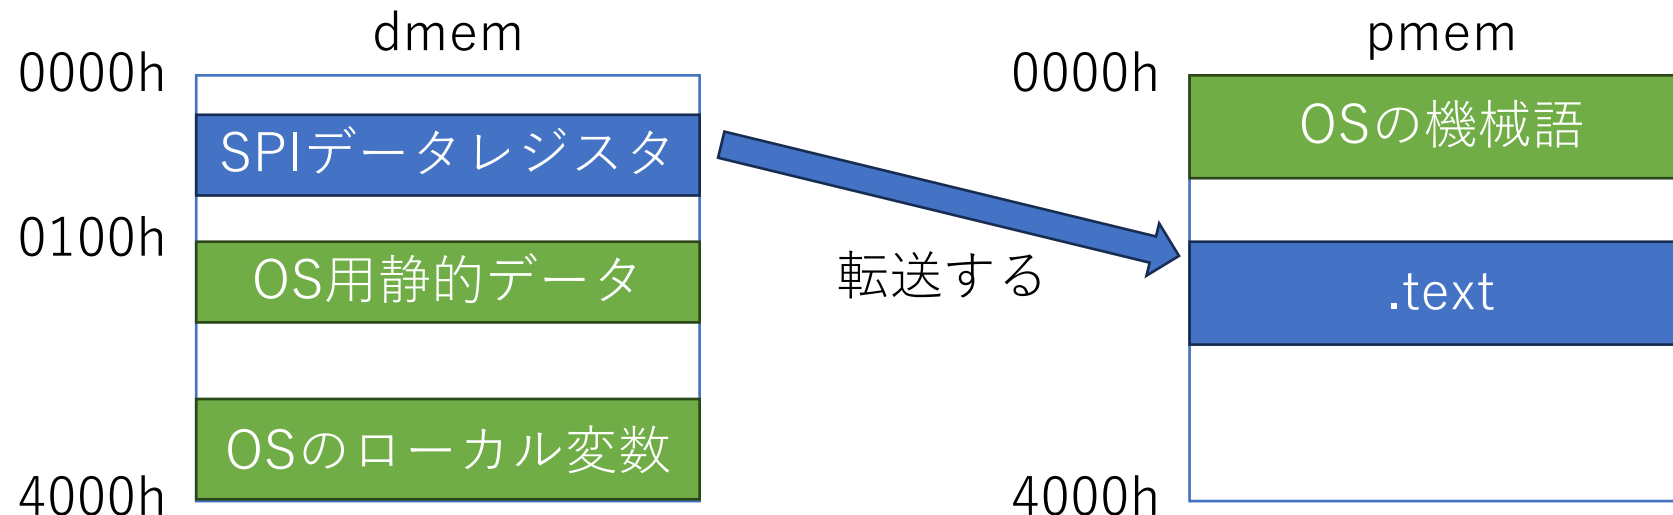 dmem
0000h
SPIデータレジスタ
0100h
OS用静的データ
OSのローカル変数
4000h
転送する
pmem
0000h
OSの機械語
.text
4000h